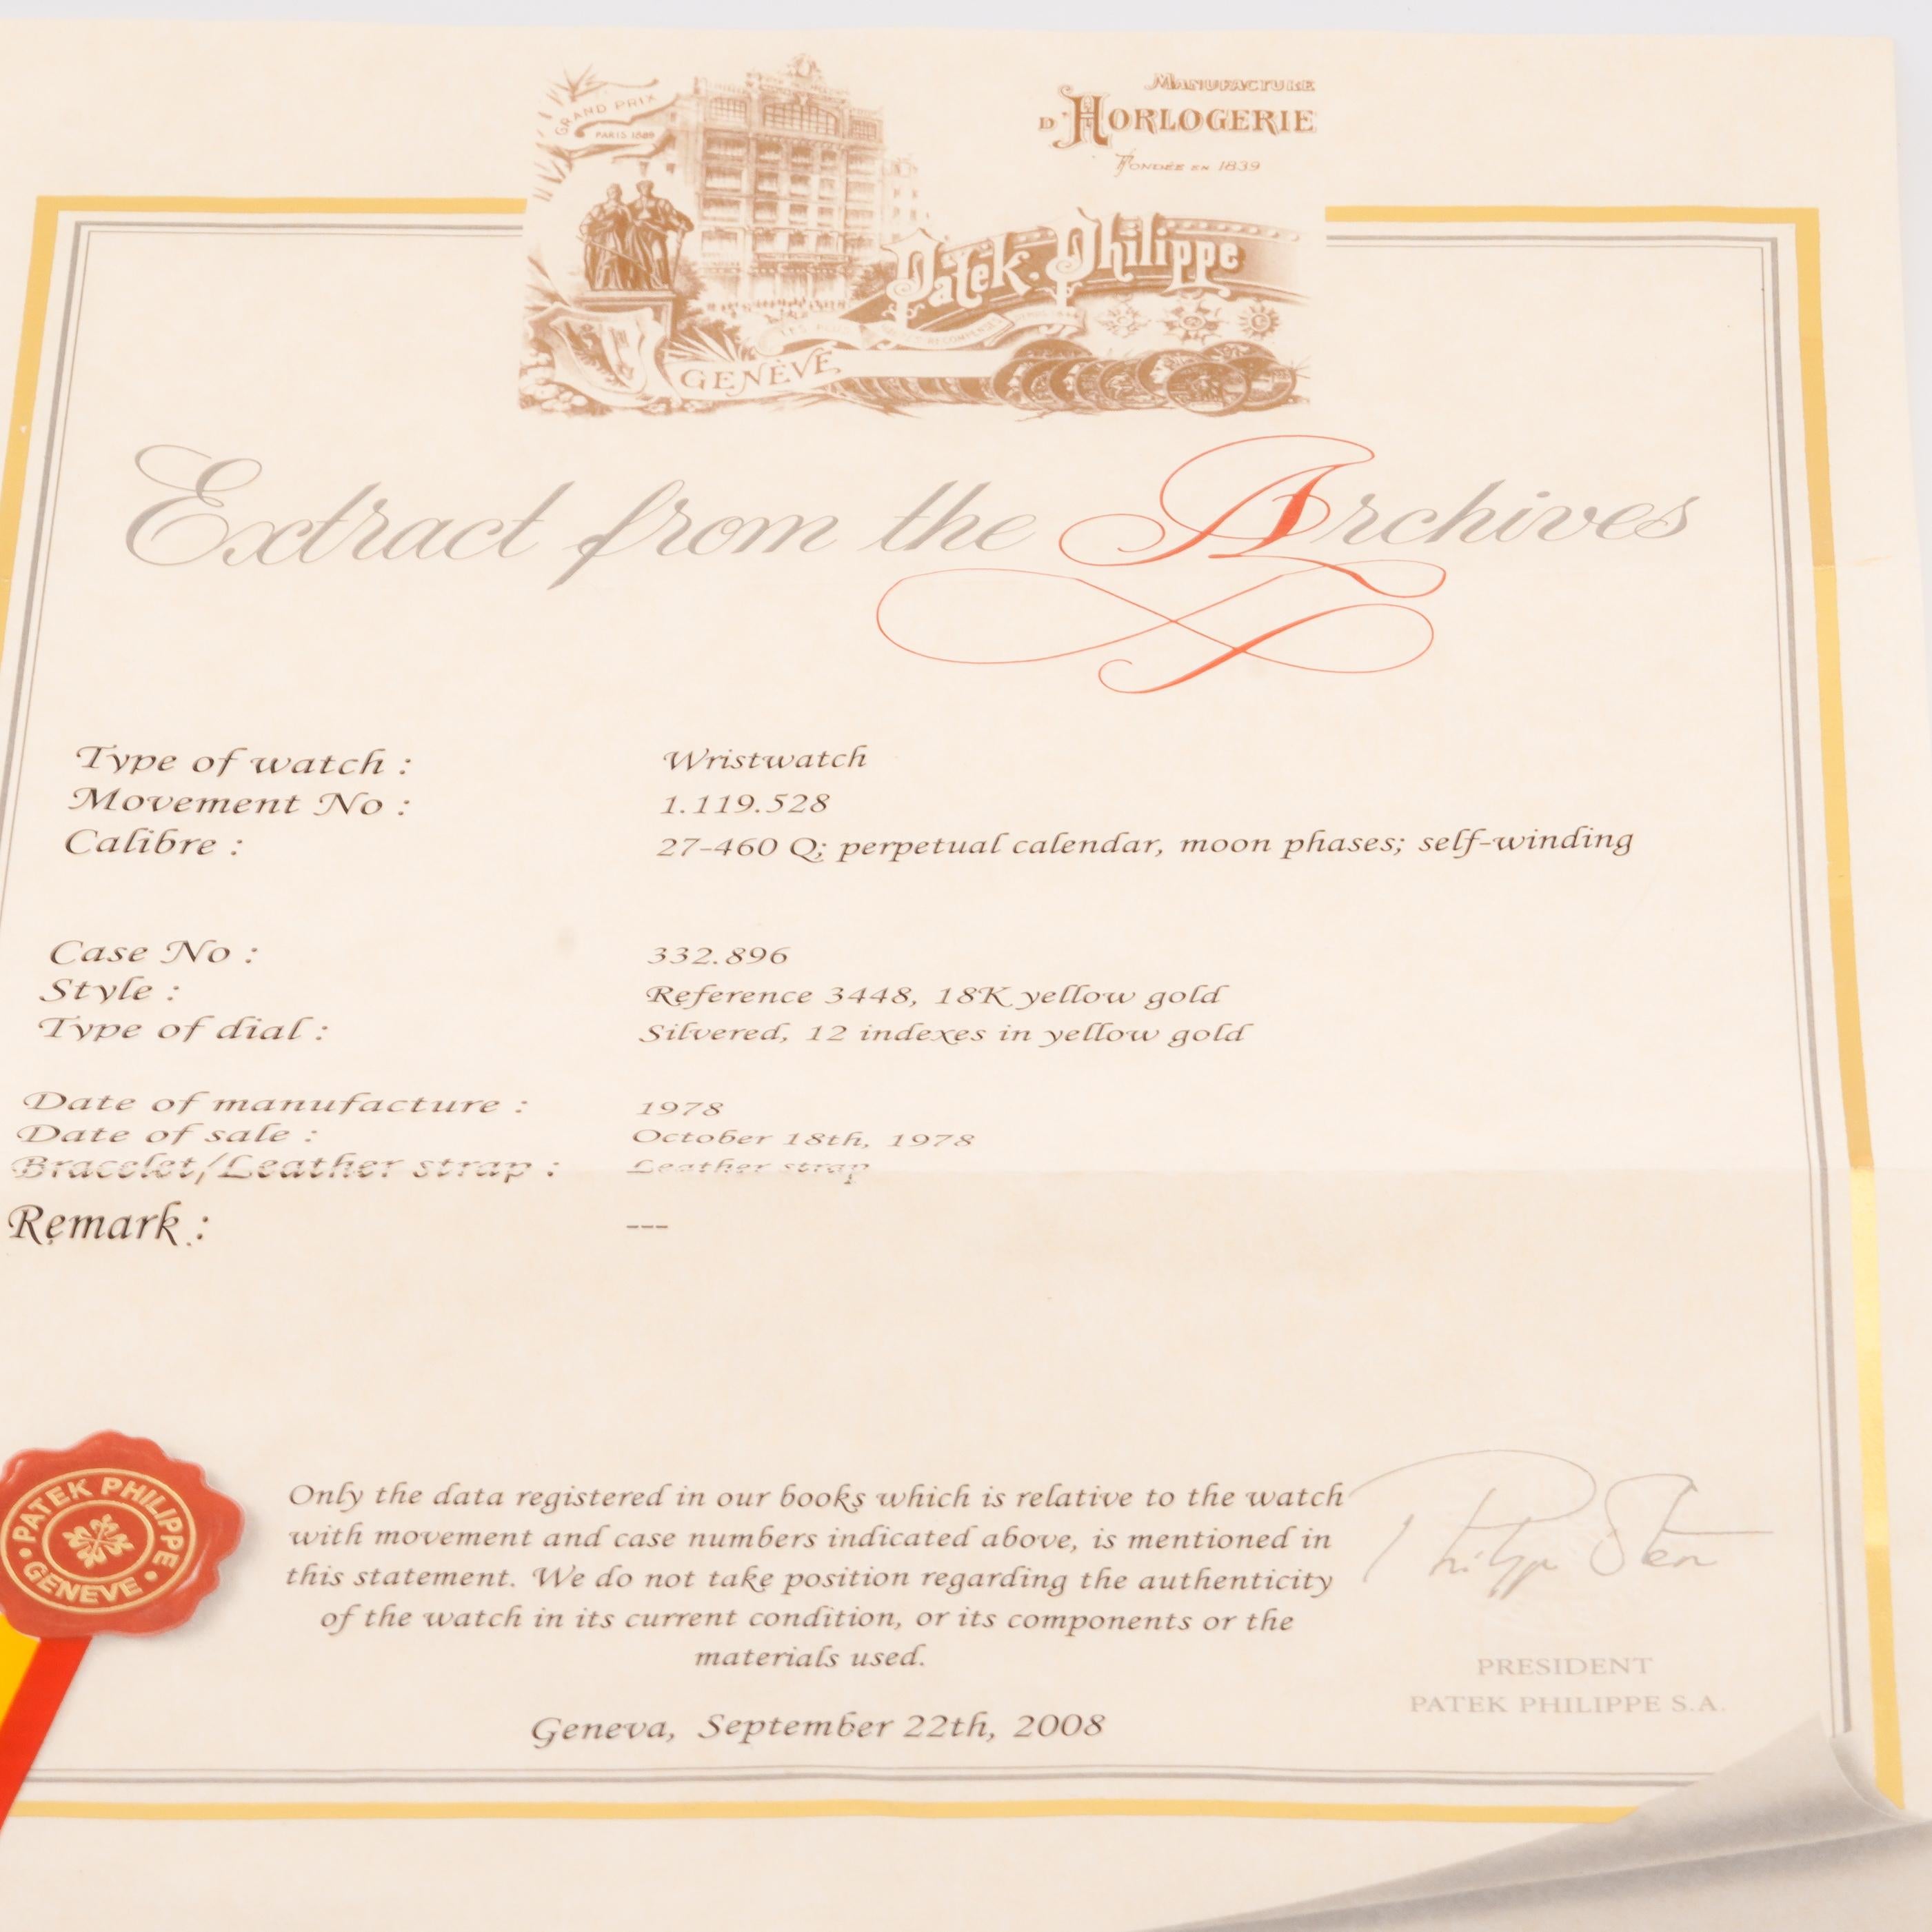 GRAND PRIX
PARIS 1889
MANUFACTURE
D'HORLOGERIE
FONDÉE EN 1839
Patek. Philippe
GENÈVE
Extract from the Archives
Type of watch : Wristwatch
Movement No : 1.119.528
Calibre : 27-460 Q; perpetual calendar, moon phases; self-winding
Case No : 332.896
Style : Reference 3448, 18K yellow gold
Type of dial : Silvered, 12 indexes in yellow gold
Date of manufacture : 1978
Date of sale : October 18th, 1978
Bracelet/Leather strap : Leather strap
Remark : ---
PATEK PHILIPPE
• GENEVE •
Only the data registered in our books which is relative to the watch
with movement and case numbers indicated above, is mentioned in
this statement. We do not take position regarding the authenticity
of the watch in its current condition, or its components or the
materials used.
Geneva, September 22th, 2008
Philippe Stern
PRESIDENT
PATEK PHILIPPE S.A.